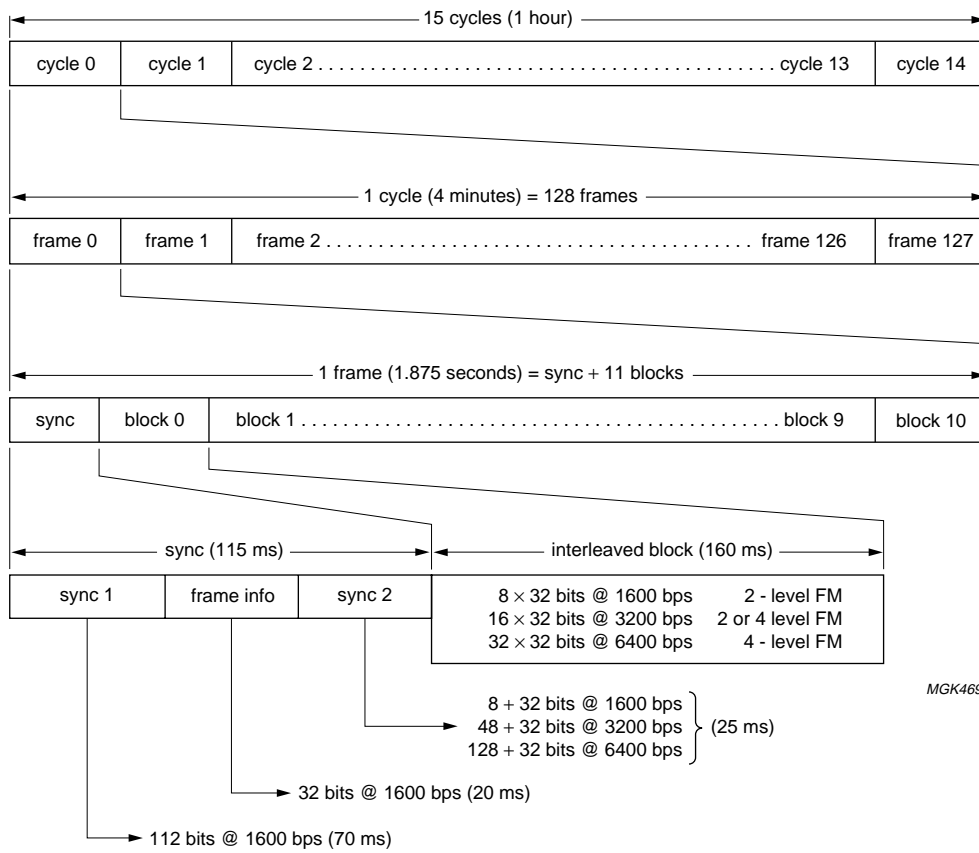 15 cycles (1 hour)
cycle 0 cycle 1 cycle 2 . . . . . . . . . . . . . . . . . . . . . . . . . . . . . . . . . . . cycle 13 cycle 14
1 cycle (4 minutes) = 128 frames
frame 0 frame 1 frame 2 . . . . . . . . . . . . . . . . . . . . . . . . . . . . . . . . . frame 126 frame 127
1 frame (1.875 seconds) = sync + 11 blocks
sync block 0 block 1 . . . . . . . . . . . . . . . . . . . . . . . . . . . . . . . . . . . . . block 9 block 10
sync (115 ms) interleaved block (160 ms)
sync 1 frame info sync 2 8 × 32 bits @ 1600 bps 2 - level FM
16 × 32 bits @ 3200 bps 2 or 4 level FM
32 × 32 bits @ 6400 bps 4 - level FM
MGK469
8 + 32 bits @ 1600 bps
48 + 32 bits @ 3200 bps (25 ms)
128 + 32 bits @ 6400 bps
32 bits @ 1600 bps (20 ms)
112 bits @ 1600 bps (70 ms)